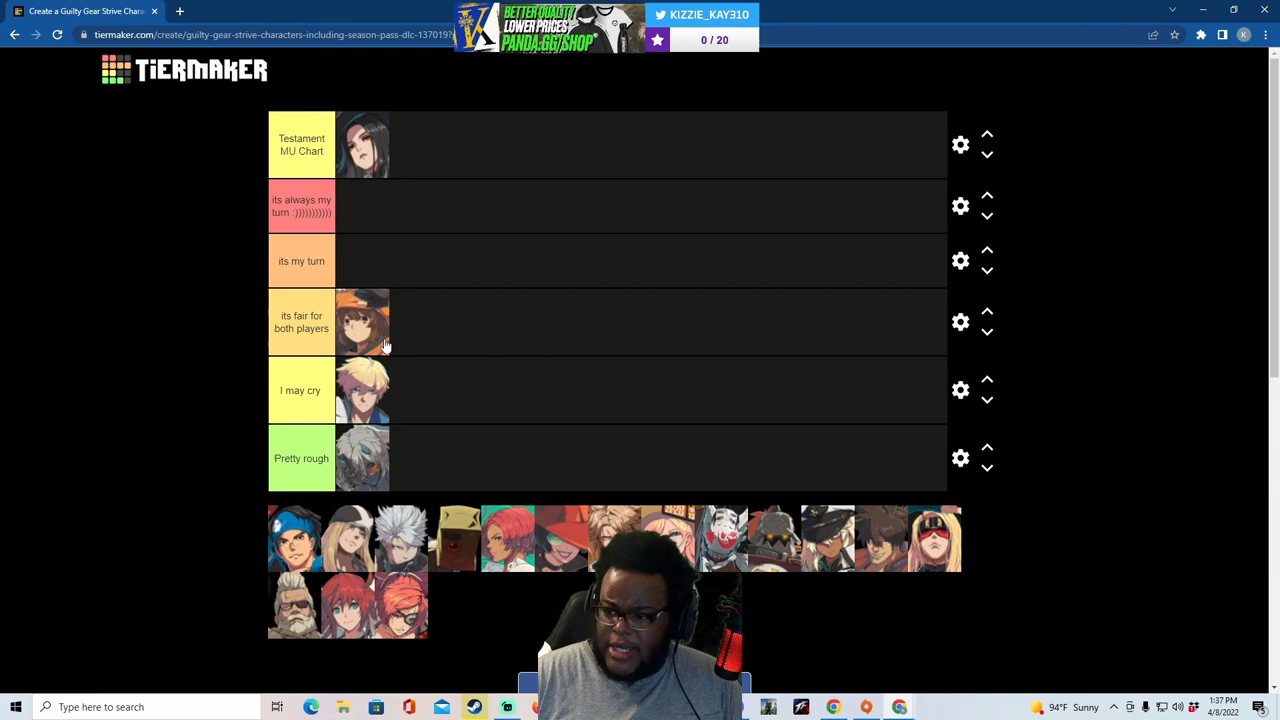 Create a Guilty Gear Strive Chara
tiermaker.com/create/guilty-gear-strive-characters-including-season-pass-dlc-137019
BETTER QUALITY
LOWER PRICES
PANDA.GG/SHOP
KIZZIE_KAY310
0 / 20
K
TiERMAKER
Testament
MU Chart
its always my
turn :)))))))))))
its my turn
its fair for
both players
I may cry
Pretty rough
Type here to search
94°F Sunny
1:37 PM
4/8/2022